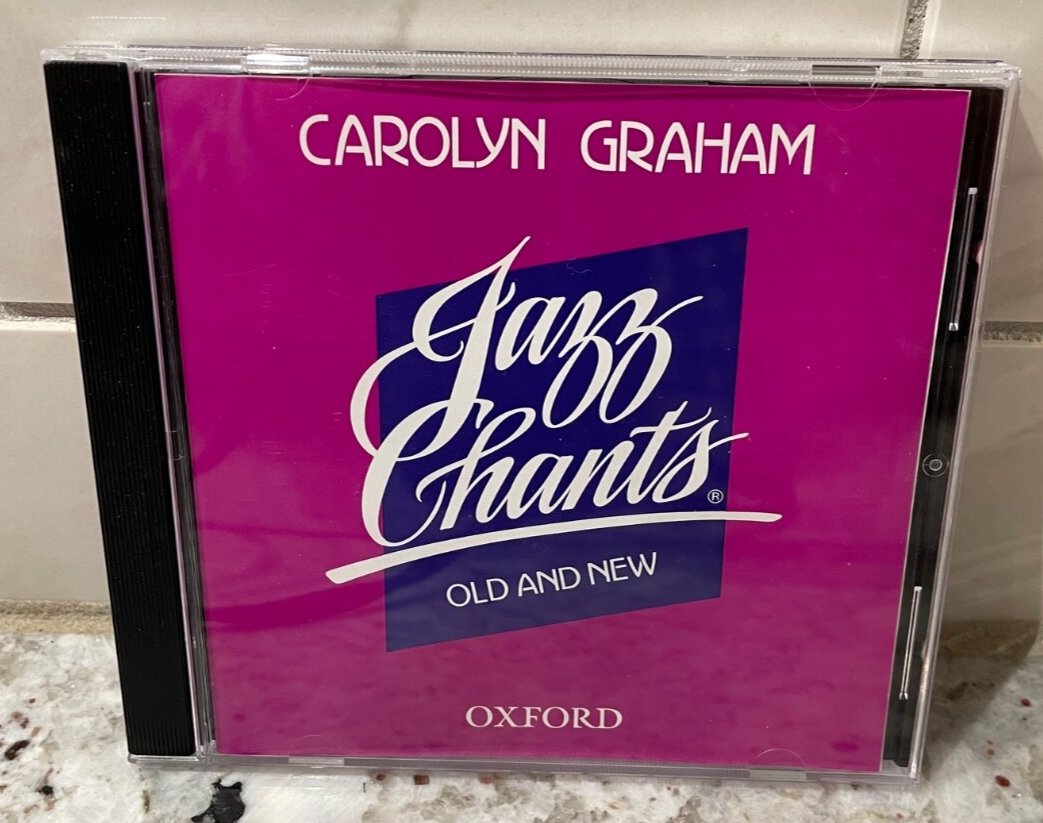 CAROLYN GRAHAM
Jazz
Chants®
OLD AND NEW
OXFORD